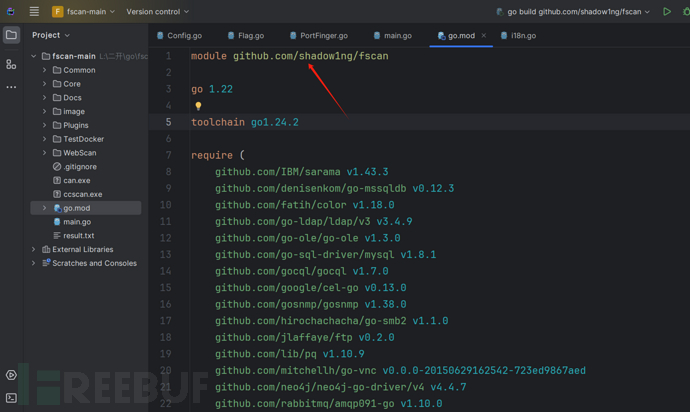 F fscan-main Version control go build github.com/shadow1ng/fscan
Project
Config.go Flag.go PortFinger.go main.go go.mod i18n.go
fscan-main L:\二开\go\fsc
Common
Core
Docs
image
Plugins
TestDocker
WebScan
.gitignore
can.exe
ccscan.exe
go.mod
main.go
result.txt
External Libraries
Scratches and Consoles
1 module github.com/shadow1ng/fscan
2
3 go 1.22
4
5 toolchain go1.24.2
6
7 require (
8 github.com/IBM/sarama v1.43.3
9 github.com/denisenkom/go-mssqldb v0.12.3
10 github.com/fatih/color v1.18.0
11 github.com/go-ldap/ldap/v3 v3.4.9
12 github.com/go-ole/go-ole v1.3.0
13 github.com/go-sql-driver/mysql v1.8.1
14 github.com/gocql/gocql v1.7.0
15 github.com/google/cel-go v0.13.0
16 github.com/gosnmp/gosnmp v1.38.0
17 github.com/hirochachacha/go-smb2 v1.1.0
18 github.com/jlaffaye/ftp v0.2.0
19 github.com/lib/pq v1.10.9
20 github.com/mitchellh/go-vnc v0.0.0-20150629162542-723ed9867aed
21 github.com/neo4j/neo4j-go-driver/v4 v4.4.7
22 github.com/rabbitmq/amqp091-go v1.10.0
FREEBUF